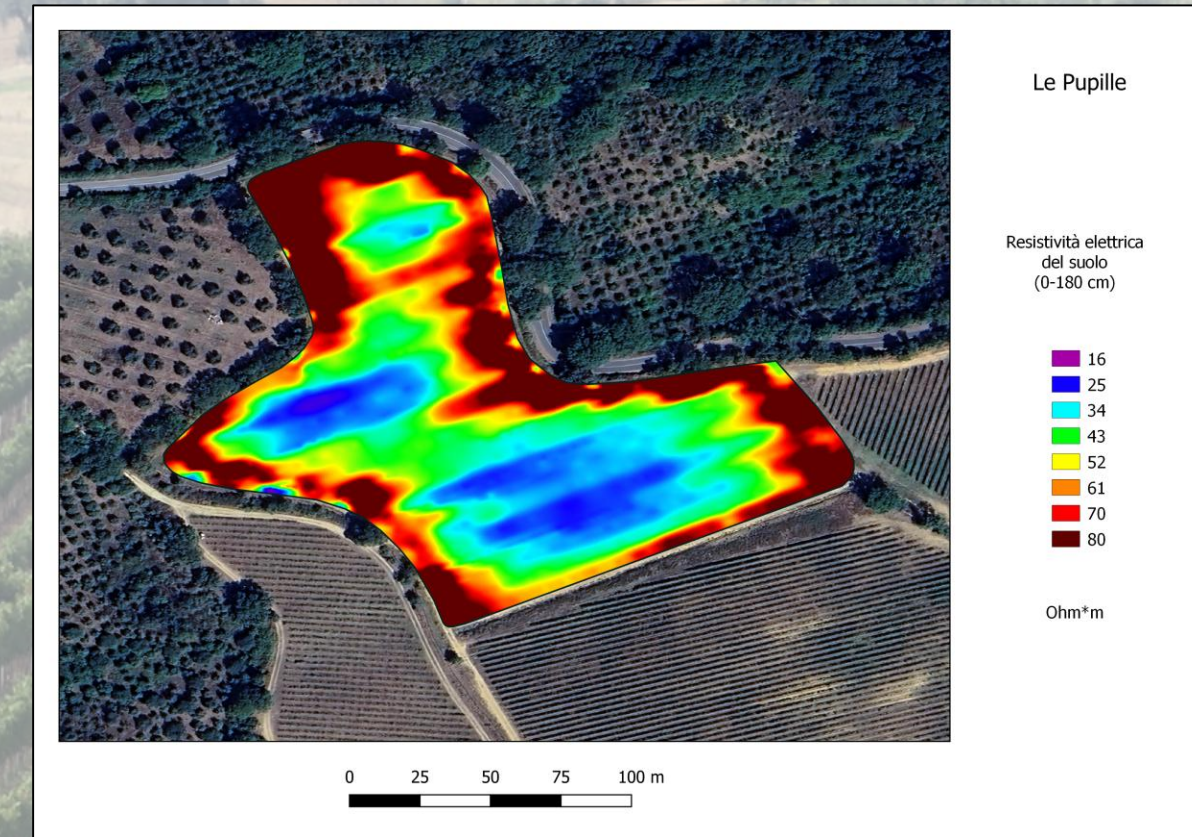 Le Pupille
Resistività elettrica
del suolo
(0-180 cm)
16
25
34
43
52
61
70
80
Ohm*m
0 25 50 75 100 m